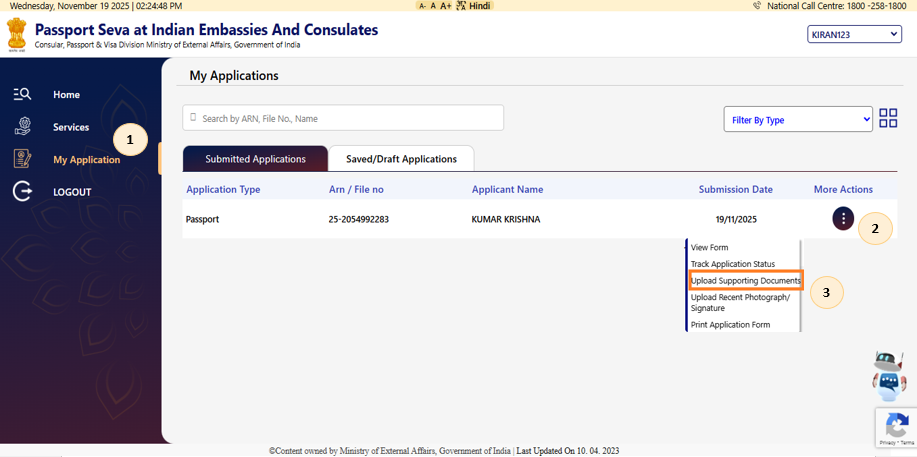 Wednesday, November 19 2025 | 02:24:48 PM
A- A A+ Hindi
National Call Centre: 1800 -258-1800
Passport Seva at Indian Embassies And Consulates
Consular, Passport & Visa Division Ministry of External Affairs, Government of India
KIRAN123
Home
Services
1
My Application
LOGOUT
My Applications
Search by ARN, File No., Name
Filter By Type
Submitted Applications
Saved/Draft Applications
Application Type Arn / File no Applicant Name Submission Date More Actions
Passport 25-2054992283 KUMAR KRISHNA 19/11/2025
2
View Form
Track Application Status
Upload Supporting Documents
3
Upload Recent Photograph/
Signature
Print Application Form
Privacy - Terms
©Content owned by Ministry of External Affairs, Government of India | Last Updated On 10. 04. 2023